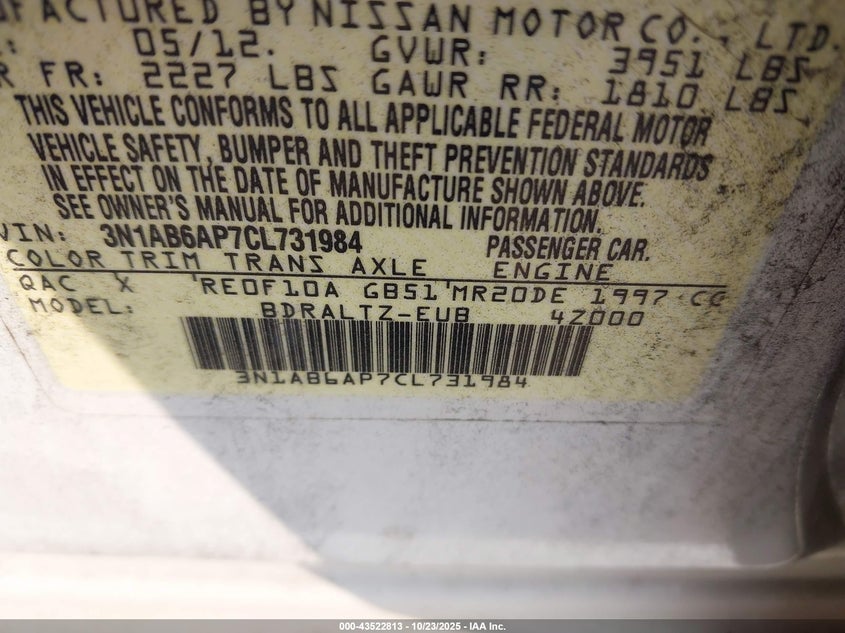 UFACTURED BY NISSAN MOTOR CO., LTD.
05/12. GVWR: 3951 LBS
R FR: 2227 LBS GAWR RR: 1810 LBS
THIS VEHICLE CONFORMS TO ALL APPLICABLE FEDERAL MOTOR
VEHICLE SAFETY, BUMPER AND THEFT PREVENTION STANDARDS
IN EFFECT ON THE DATE OF MANUFACTURE SHOWN ABOVE.
SEE OWNER'S MANUAL FOR ADDITIONAL INFORMATION.
VIN: 3N1AB6AP7CL731984 PASSENGER CAR.
COLOR TRIM TRANS AXLE ENGINE
QAC X 'RE0F10A GB51'MR20DE 1997 CC
MODEL: BDRALTZ-EUB 4Z000
3N1AB6AP7CL731984
000-43522813 - 10/23/2025 - IAA Inc.